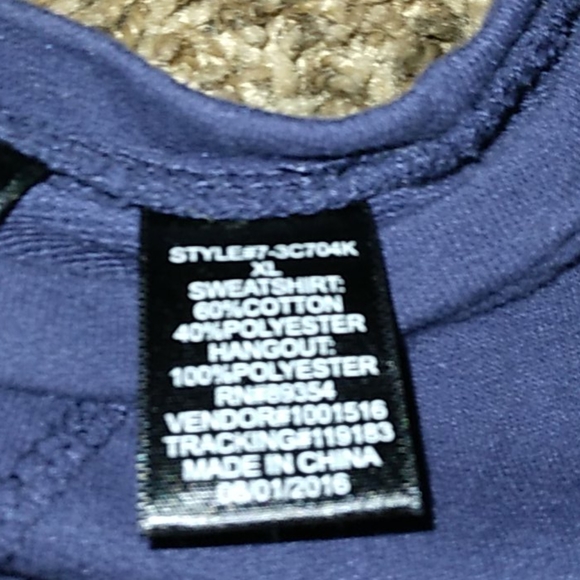 STYLE#7-3C704K
XL
SWEATSHIRT:
60%COTTON
40%POLYESTER
HANGOUT:
100%POLYESTER
RN#89354
VENDOR#1001516
TRACKING#119183
MADE IN CHINA
06/01/2016